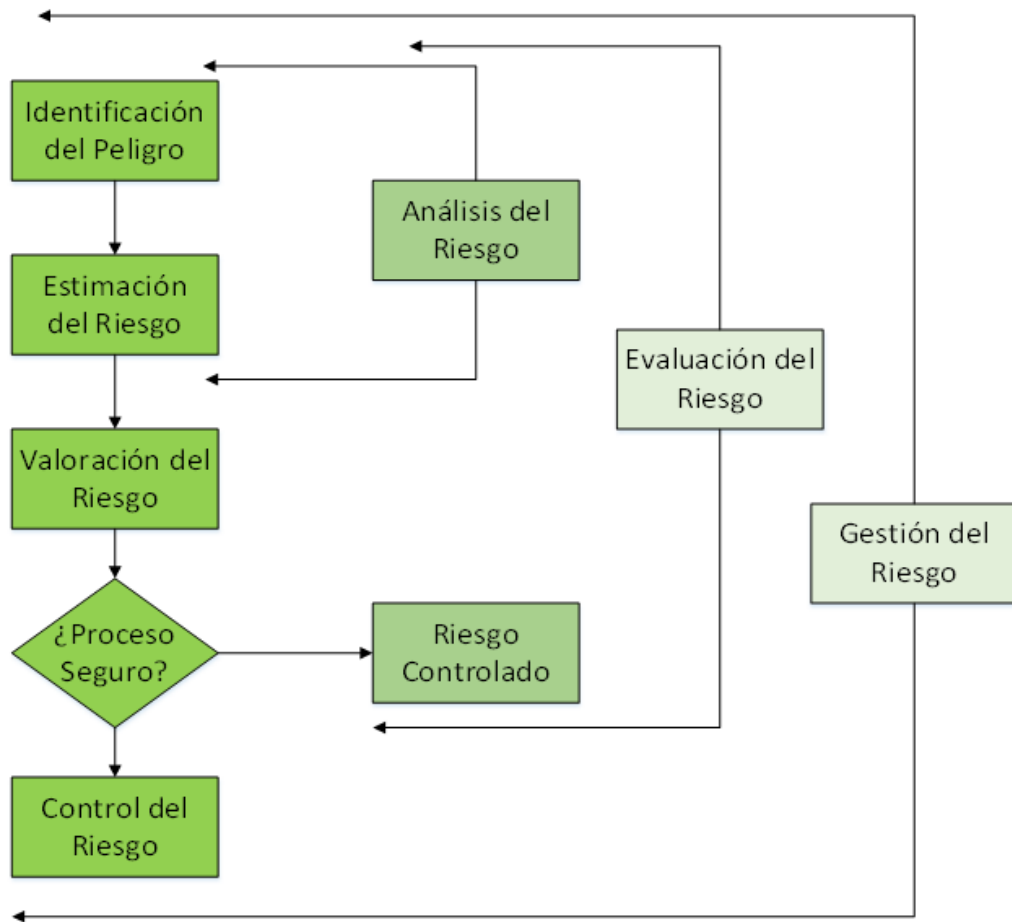 Identificación
del Peligro
Análisis del
Riesgo
Estimación
del Riesgo
Evaluación del
Riesgo
Valoración del
Riesgo
Gestión del
Riesgo
¿Proceso
Seguro?
Riesgo
Controlado
Control del
Riesgo